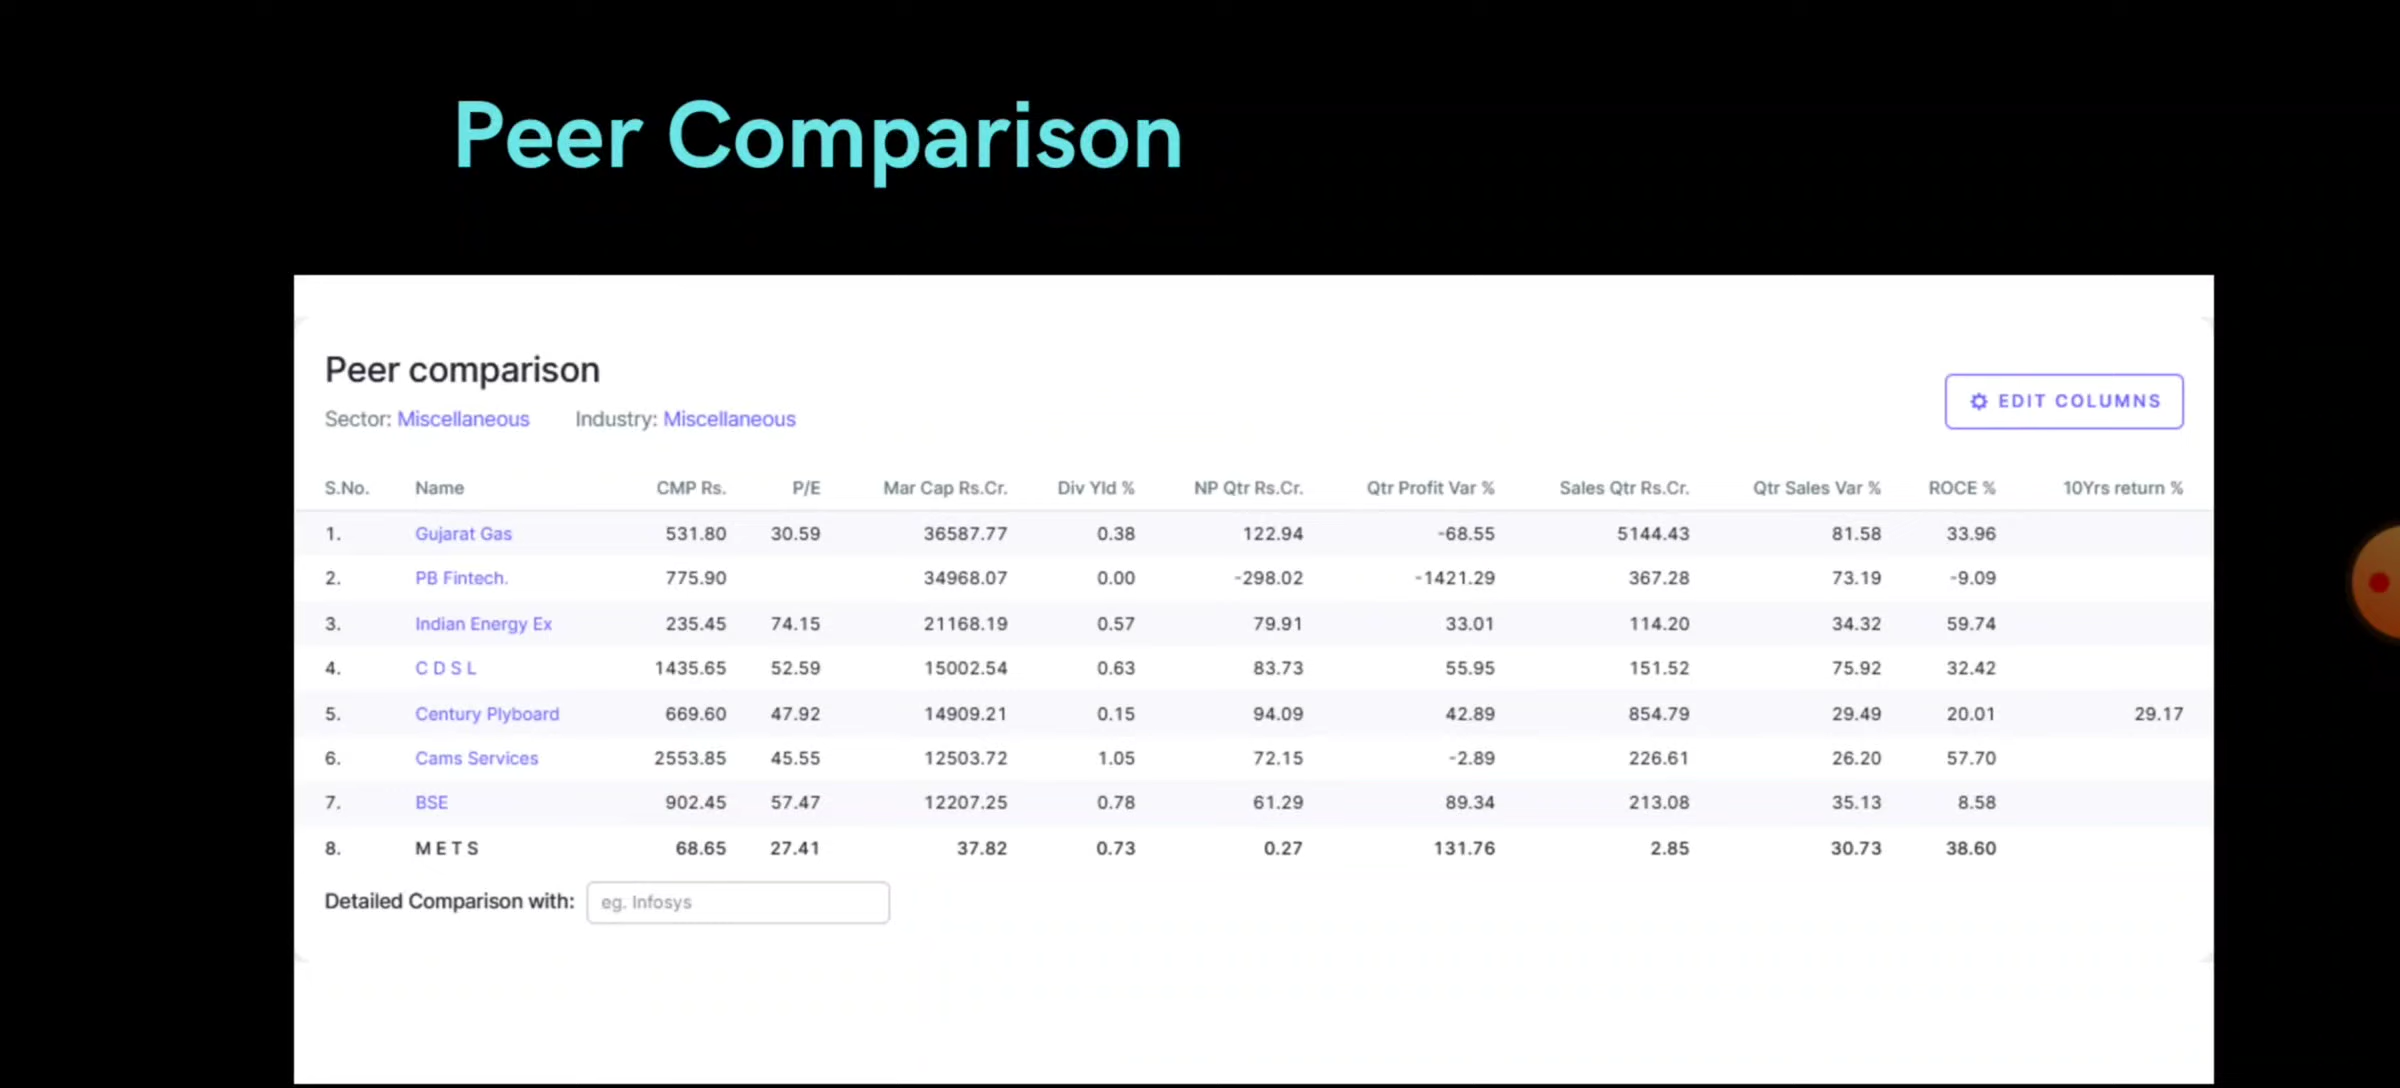 Peer Comparison
Peer comparison
EDIT COLUMNS
Sector: Miscellaneous Industry: Miscellaneous
S.No. Name CMP Rs. P/E Mar Cap Rs.Cr. Div Yld % NP Qtr Rs.Cr. Qtr Profit Var % Sales Qtr Rs.Cr. Qtr Sales Var % ROCE % 10Yrs return %
1. Gujarat Gas 531.80 30.59 36587.77 0.38 122.94 -68.55 5144.43 81.58 33.96
2. PB Fintech. 775.90 34968.07 0.00 -298.02 -1421.29 367.28 73.19 -9.09
3. Indian Energy Ex 235.45 74.15 21168.19 0.57 79.91 33.01 114.20 34.32 59.74
4. C D S L 1435.65 52.59 15002.54 0.63 83.73 55.95 151.52 75.92 32.42
5. Century Plyboard 669.60 47.92 14909.21 0.15 94.09 42.89 854.79 29.49 20.01 29.17
6. Cams Services 2553.85 45.55 12503.72 1.05 72.15 -2.89 226.61 26.20 57.70
7. BSE 902.45 57.47 12207.25 0.78 61.29 89.34 213.08 35.13 8.58
8. M E T S 68.65 27.41 37.82 0.73 0.27 131.76 2.85 30.73 38.60
Detailed Comparison with: eg. Infosys